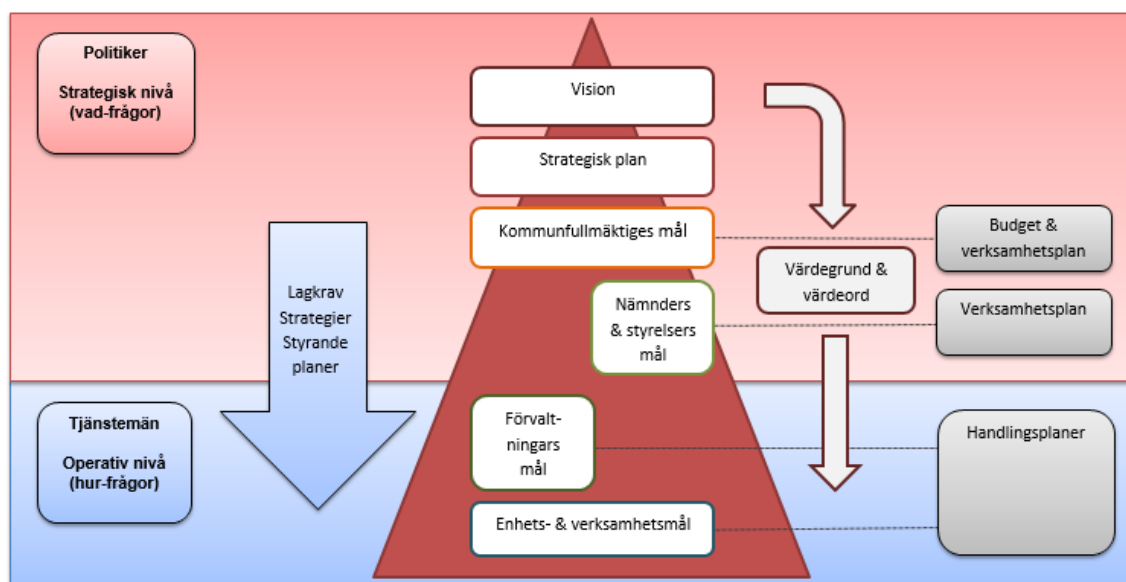 Politiker
Strategisk nivå
(vad-frågor)
Vision
Strategisk plan
Kommunfullmäktiges mål
Budget &
verksamhetsplan
Värdegrund &
värdeord
Lagkrav
Strategier
Styrande
planer
Nämnders
& styrelsers
mål
Verksamhetsplan
Tjänstemän
Operativ nivå
(hur-frågor)
Förvalt-
ningars
mål
Handlingsplaner
Enhets- & verksamhetsmål